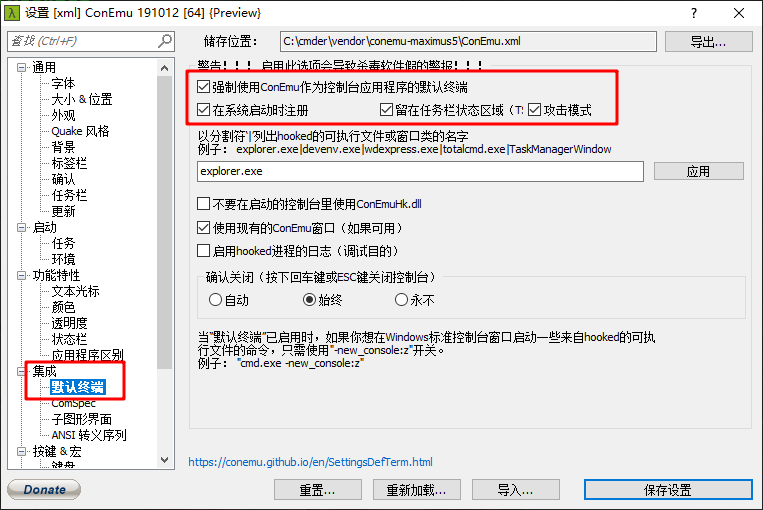 设置 [xml] ConEmu 191012 [64] {Preview}
查找 (Ctrl+F)
储存位置： C:\cmder\vendor\conemu-maximus5\ConEmu.xml 导出...
通用
字体
大小 & 位置
外观
Quake 风格
背景
标签栏
确认
任务栏
更新
启动
任务
环境
功能特性
文本光标
颜色
透明度
状态栏
应用程序区别
集成
默认终端
ComSpec
子图形界面
ANSI 转义序列
按键 & 宏
键盘
警告！！！ 启用此选项会导致杀毒软件假的警报！！！
强制使用ConEmu作为控制台应用程序的默认终端
在系统启动时注册 留在任务栏状态区域（T: 攻击模式
以分隔符'|'列出hooked的可执行文件或窗口类的名字
例子： explorer.exe|devenv.exe|wdexpress.exe|totalcmd.exe|TaskManagerWindow
explorer.exe 应用
不要在启动的控制台里使用ConEmuHk.dll
使用现有的ConEmu窗口（如果可用）
启用hooked进程的日志（调试目的）
确认关闭（按下回车键或ESC键关闭控制台）
自动 始终 永不
当"默认终端"已启用时，如果你想在Windows标准控制台窗口启动一些来自hooked的可执
行文件的命令，只需使用"-new_console:z"开关。
例子： "cmd.exe -new_console:z"
https://conemu.github.io/en/SettingsDefTerm.html
Donate 重置... 重新加载... 导入... 保存设置